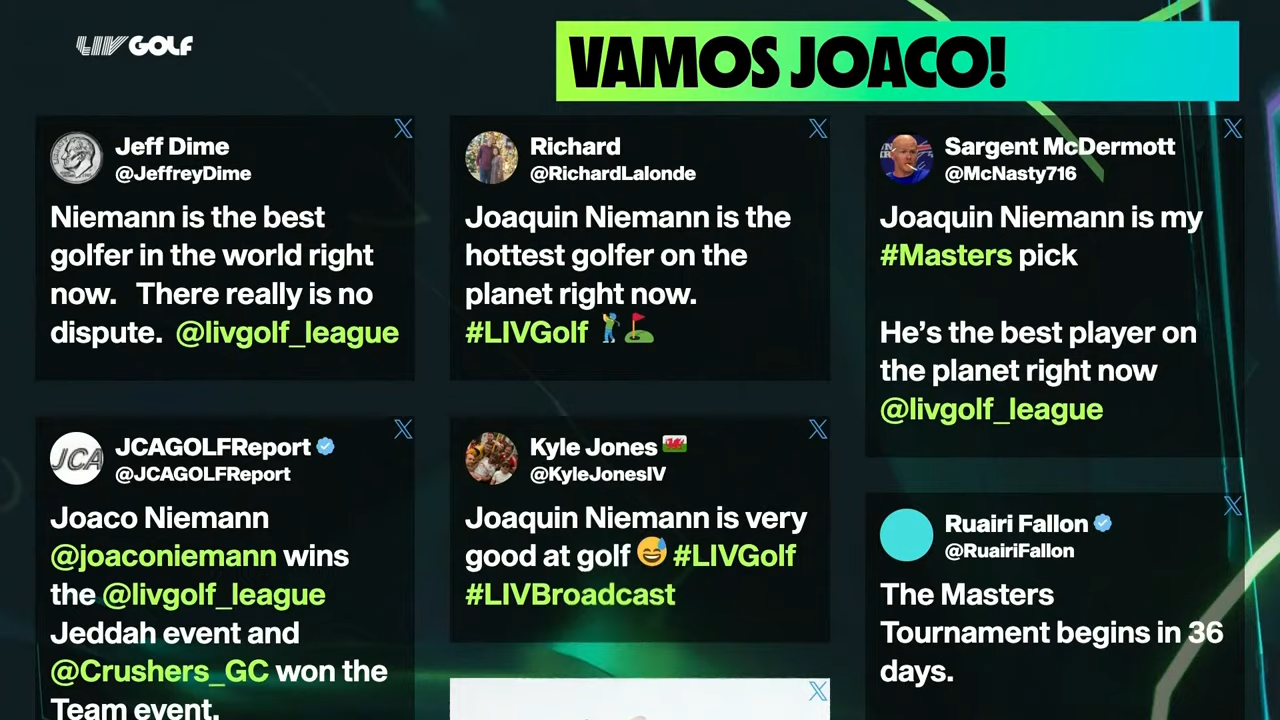 LIV GOLF
VAMOS JOACO!
Jeff Dime
@JeffreyDime
Niemann is the best
golfer in the world right
now.   There really is no
dispute.  @livgolf_league
Richard
@RichardLalonde
Joaquin Niemann is the
hottest golfer on the
planet right now.
#LIVGolf 🏌️⛳
Sargent McDermott
@McNasty716
Joaquin Niemann is my
#Masters pick
He’s the best player on
the planet right now
@livgolf_league
JCA
JCAGOLFReport
@JCAGOLFReport
Joaco Niemann
@joaconiemann wins
the @livgolf_league
Jeddah event and
@Crushers_GC won the
Team event.
Kyle Jones 🏴󠁧󠁢󠁷󠁬󠁳󠁿
@KyleJonesIV
Joaquin Niemann is very
good at golf 😅 #LIVGolf
#LIVBroadcast
Ruairi Fallon
@RuairiFallon
The Masters
Tournament begins in 36
days.